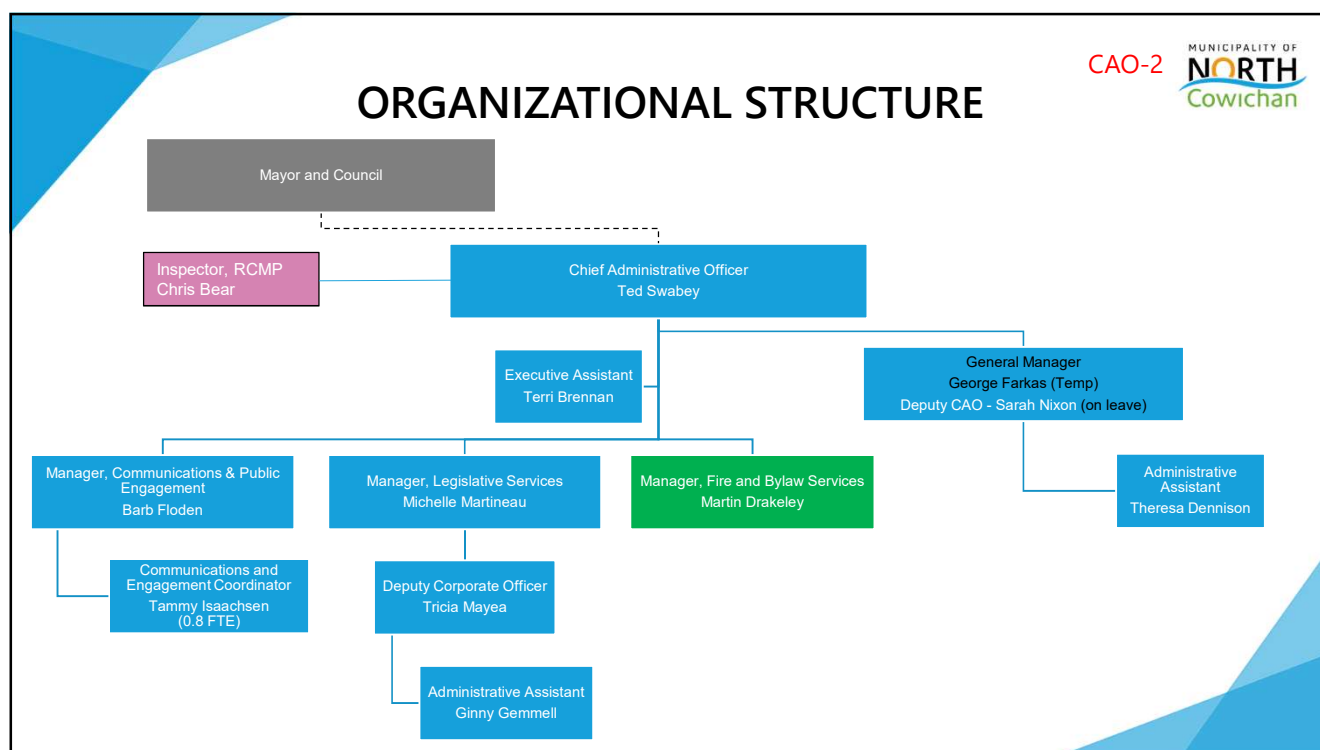 CAO-2
MUNICIPALITY OF
NORTH
Cowichan
ORGANIZATIONAL STRUCTURE
Mayor and Council
Inspector, RCMP
Chris Bear
Chief Administrative Officer
Ted Swabey
Executive Assistant
Terri Brennan
General Manager
George Farkas (Temp)
Deputy CAO - Sarah Nixon (on leave)
Manager, Communications & Public
Engagement
Barb Floden
Manager, Legislative Services
Michelle Martineau
Manager, Fire and Bylaw Services
Martin Drakeley
Administrative
Assistant
Theresa Dennison
Communications and
Engagement Coordinator
Tammy Isaachsen
(0.8 FTE)
Deputy Corporate Officer
Tricia Mayea
Administrative Assistant
Ginny Gemmell